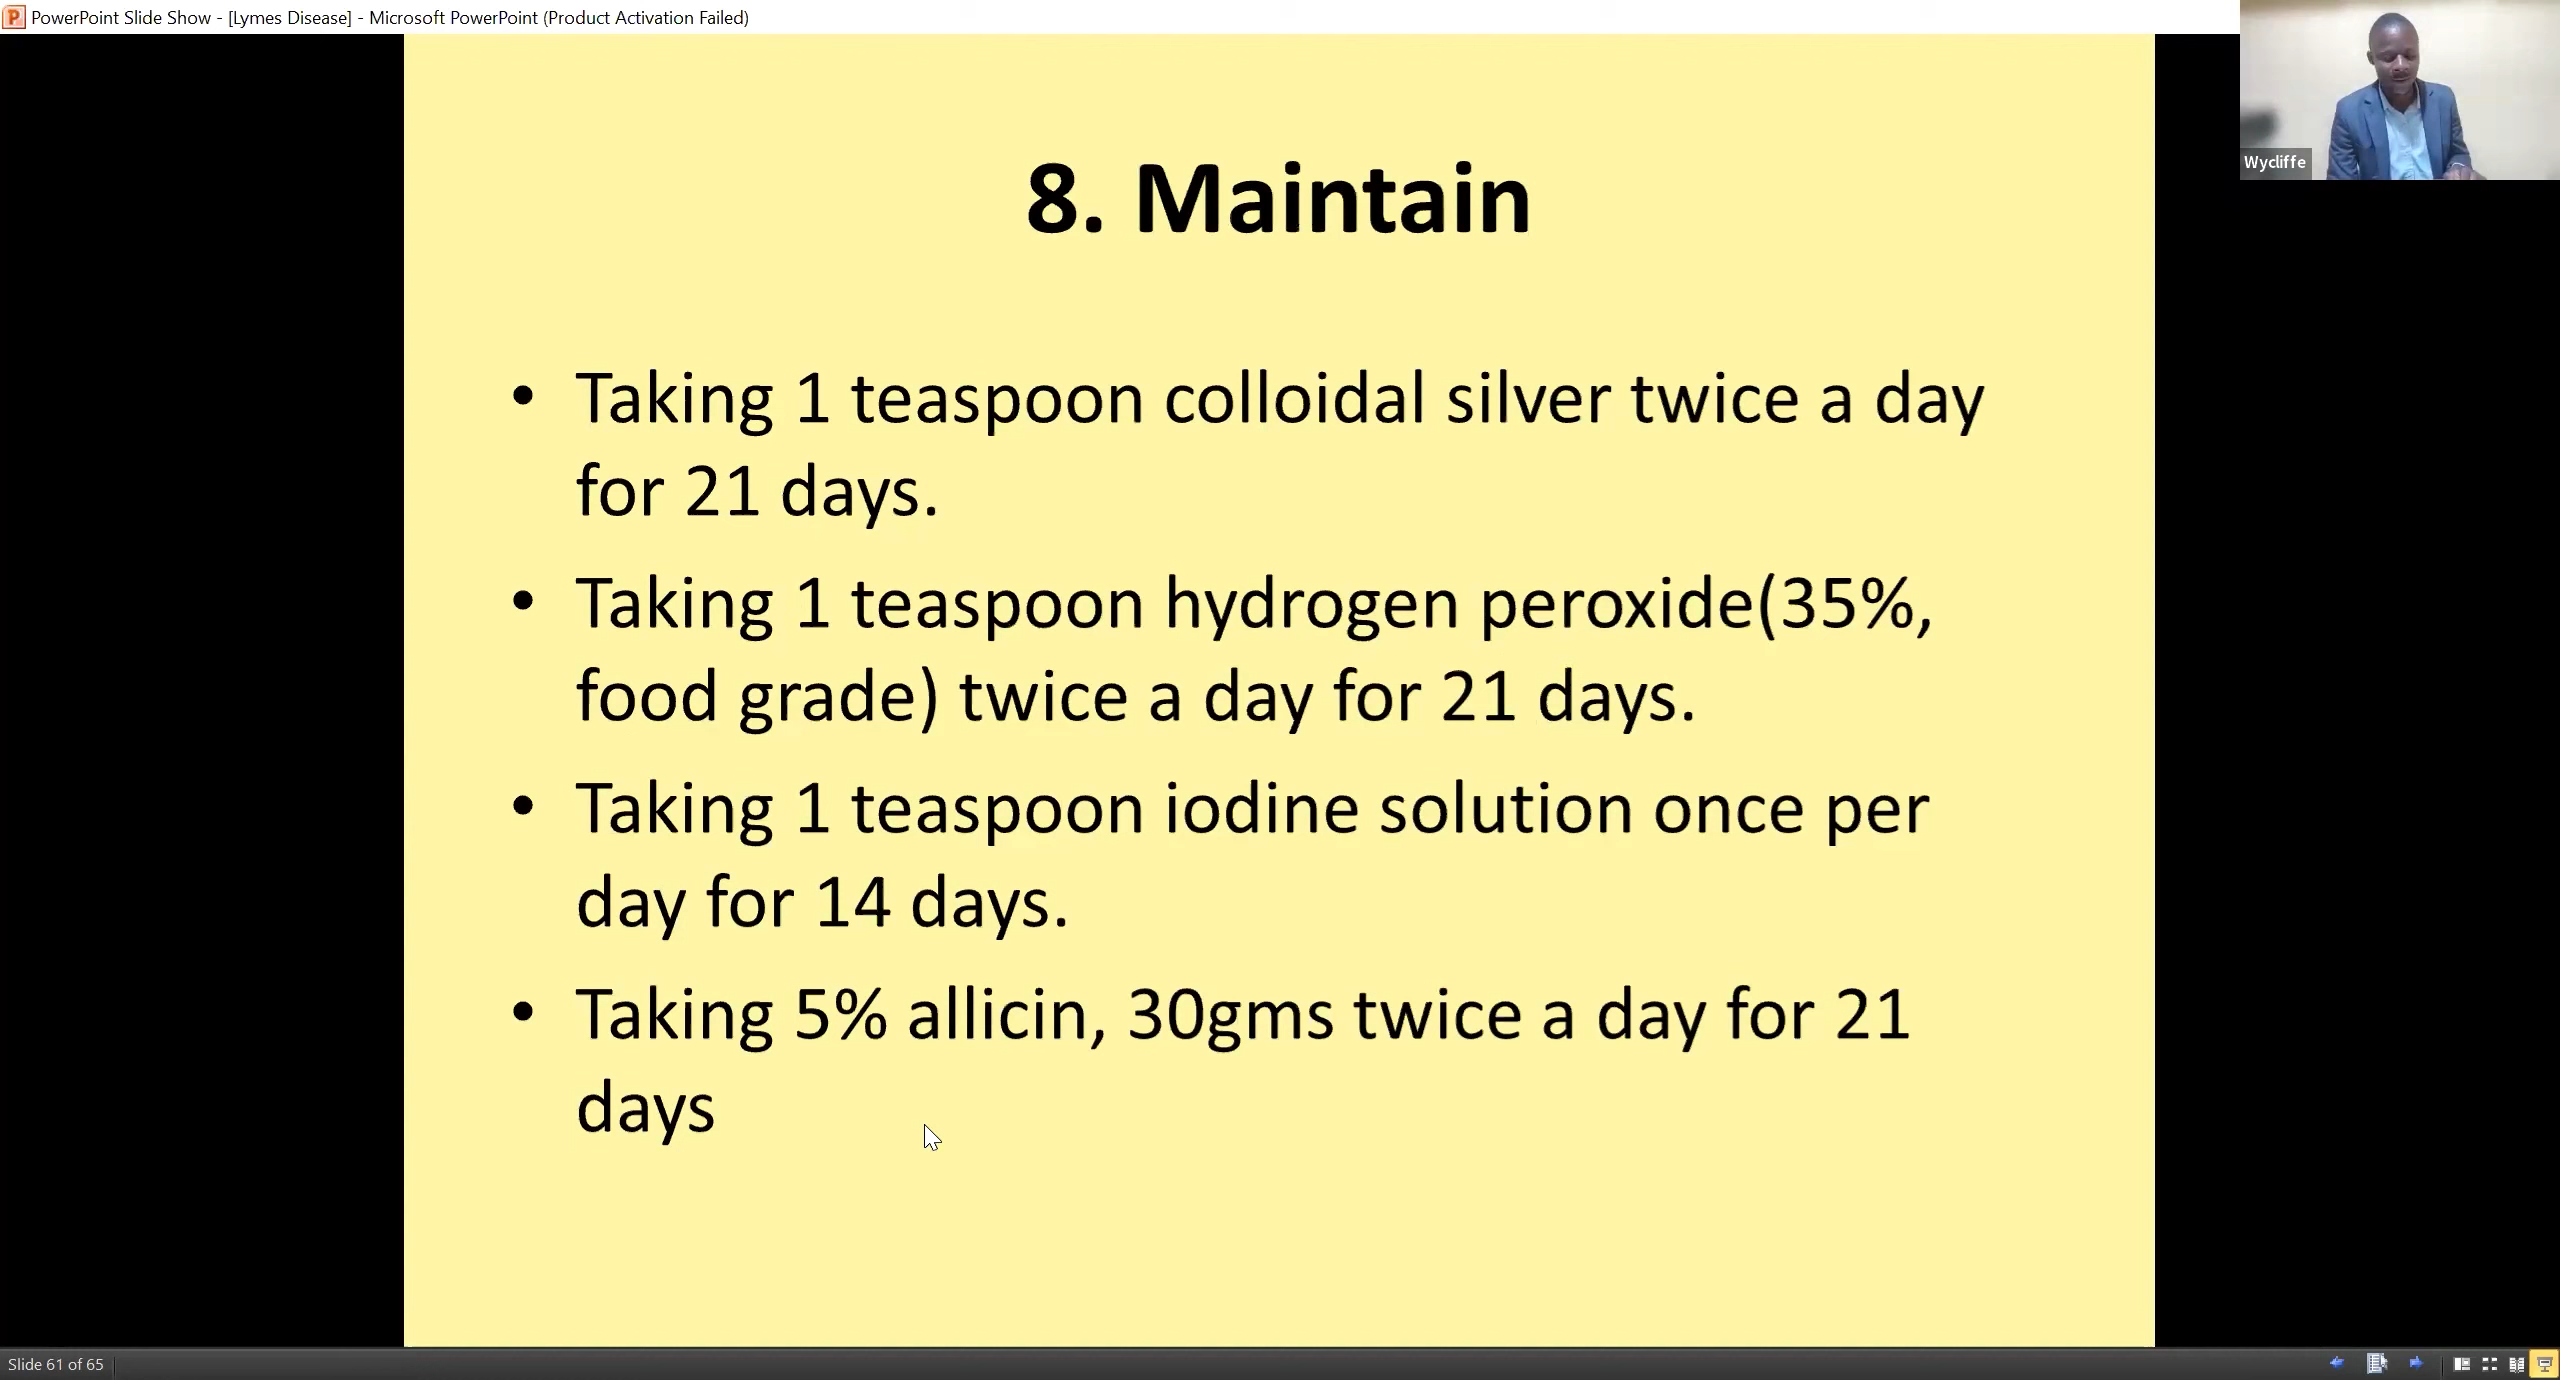 PowerPoint Slide Show - [Lymes Disease] - Microsoft PowerPoint (Product Activation Failed)
Wycliffe
8. Maintain
• Taking 1 teaspoon colloidal silver twice a day
for 21 days.
• Taking 1 teaspoon hydrogen peroxide(35%,
food grade) twice a day for 21 days.
• Taking 1 teaspoon iodine solution once per
day for 14 days.
• Taking 5% allicin, 30gms twice a day for 21
days
Slide 61 of 65